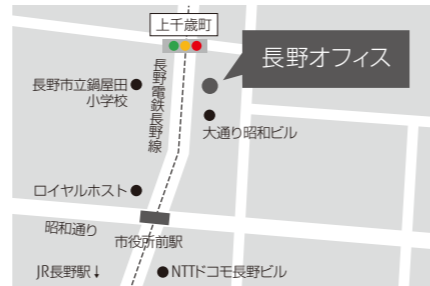 上千歳町
長野オフィス
長野市立鍋屋田
小学校
長野電鉄長野線
大通り昭和ビル
ロイヤルホスト
昭和通り
市役所前駅
JR長野駅↓
NTTドコモ長野ビル